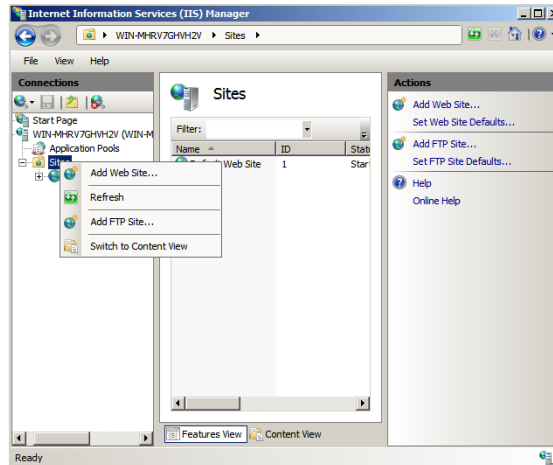 Internet Information Services (IIS) Manager
WIN-MHRV7GHVH2V Sites
File View Help
Connections
Start Page
WIN-MHRV7GHVH2V (WIN-M
Application Pools
Sites
Add Web Site...
Refresh
Add FTP Site...
Switch to Content View
Sites
Filter:
Name ID Stat
Default Web Site 1 Star
Features View Content View
Actions
Add Web Site...
Set Web Site Defaults...
Add FTP Site...
Set FTP Site Defaults...
Help
Online Help
Ready